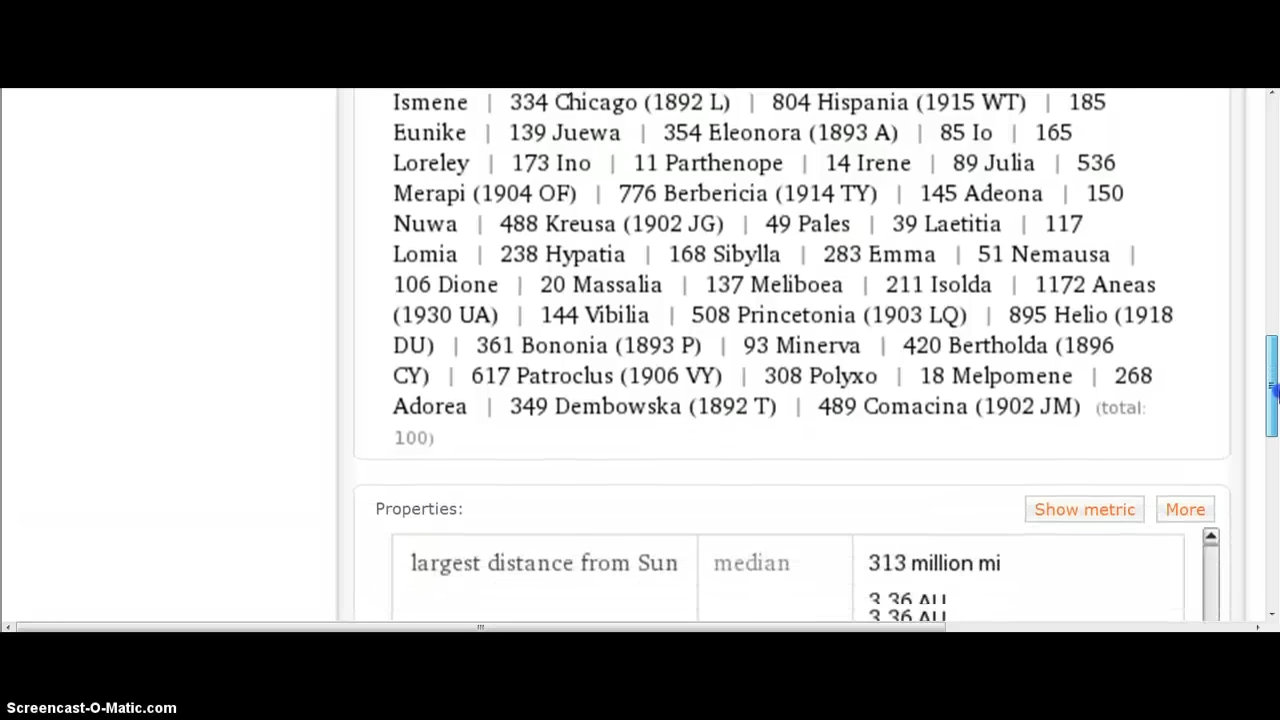 Ismene | 334 Chicago (1892 L) | 804 Hispania (1915 WT) | 185
Eunike | 139 Juewa | 354 Eleonora (1893 A) | 85 Io | 165
Loreley | 173 Ino | 11 Parthenope | 14 Irene | 89 Julia | 536
Merapi (1904 OF) | 776 Berbericia (1914 TY) | 145 Adeona | 150
Nuwa | 488 Kreusa (1902 JG) | 49 Pales | 39 Laetitia | 117
Lomia | 238 Hypatia | 168 Sibylla | 283 Emma | 51 Nemausa |
106 Dione | 20 Massalia | 137 Meliboea | 211 Isolda | 1172 Aneas
(1930 UA) | 144 Vibilia | 508 Princetonia (1903 LQ) | 895 Helio (1918
DU) | 361 Bononia (1893 P) | 93 Minerva | 420 Bertholda (1896
CY) | 617 Patroclus (1906 VY) | 308 Polyxo | 18 Melpomene | 268
Adorea | 349 Dembowska (1892 T) | 489 Comacina (1902 JM) (total:
100)
Properties: Show metric More
largest distance from Sun median 313 million mi
3.36 AU
3.36 AU
Screencast-O-Matic.com